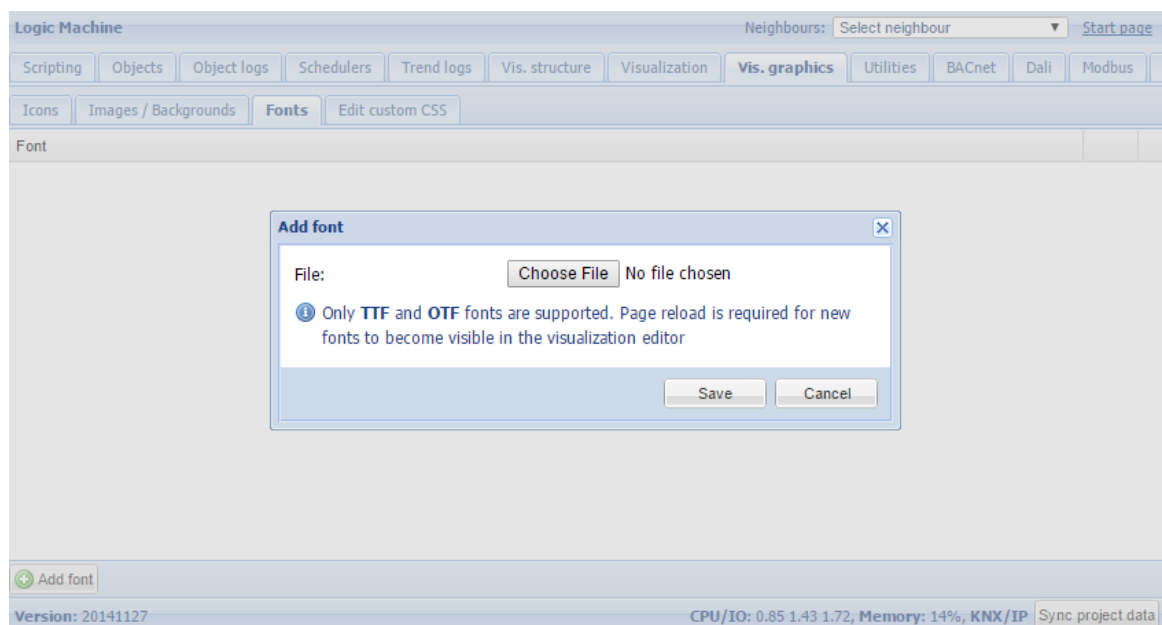 Logic Machine Neighbours: Select neighbour Start page
Scripting Objects Object logs Schedulers Trend logs Vis. structure Visualization Vis. graphics Utilities BACnet Dali Modbus
Icons Images / Backgrounds Fonts Edit custom CSS
Font
Add font
File: Choose File No file chosen
Only TTF and OTF fonts are supported. Page reload is required for new
fonts to become visible in the visualization editor
Save Cancel
Add font
Version: 20141127 CPU/IO: 0.85 1.43 1.72, Memory: 14%, KNX/IP Sync project data